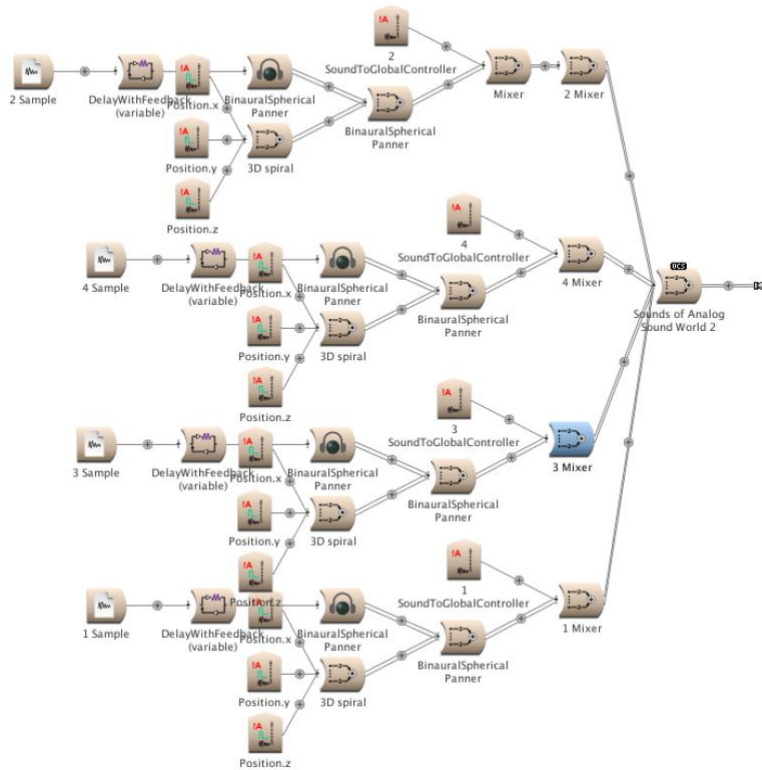 2
SoundToGlobalController
2 Sample
DelayWithFeedback
(variable)
Position.x
BinauralSpherical
Panner
Mixer
2 Mixer
BinauralSpherical
Panner
Position.y
3D spiral
Position.z
4
SoundToGlobalController
4 Sample
DelayWithFeedback
(variable)
Position.x
BinauralSpherical
Panner
4 Mixer
UCS
Sounds of Analog
Sound World 2
BinauralSpherical
Panner
Position.y
3D spiral
Position.z
3
SoundToGlobalController
3 Sample
DelayWithFeedback
(variable)
Position.x
BinauralSpherical
Panner
3 Mixer
BinauralSpherical
Panner
Position.y
3D spiral
Position.z
1
SoundToGlobalController
1 Sample
DelayWithFeedback
(variable)
Position.x
BinauralSpherical
Panner
1 Mixer
BinauralSpherical
Panner
Position.y
3D spiral
Position.z